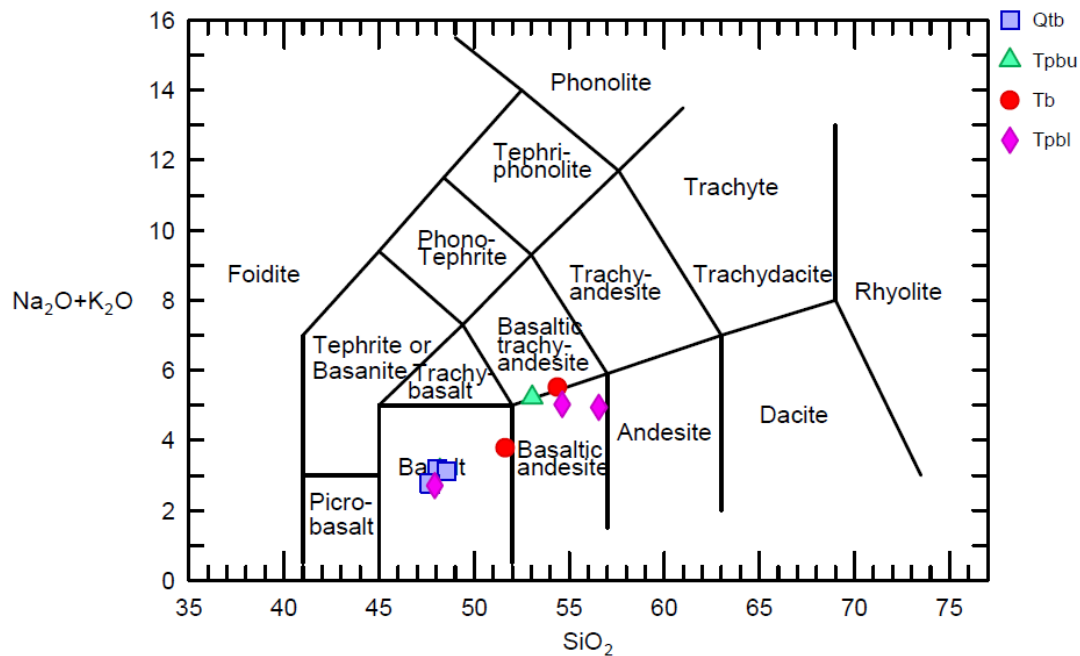 16
14
12
10
8
6
4
2
0
Na₂O+K₂O
35
40
45
50
55
60
65
70
75
SiO₂
Phonolite
Tephri-
phonolite
Trachyte
Phono-
Tephrite
Foidite
Trachy-
andesite
Trachydacite
Rhyolite
Tephrite or
Basanite
Basaltic
trachy-
andesite
Trachy-
basalt
Basalt
Basaltic
andesite
Andesite
Dacite
Picro-
basalt
Qtb
Tpbu
Tb
Tpbl